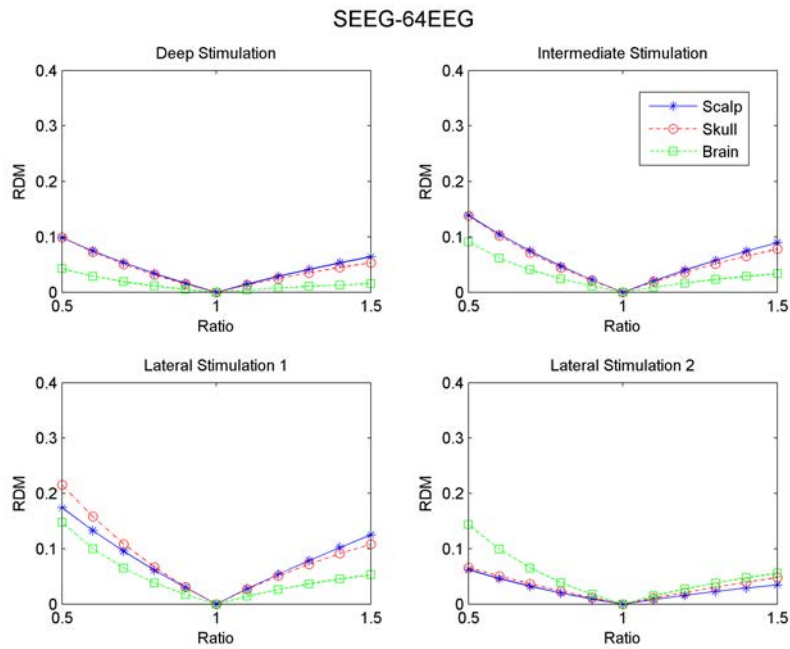 SEEG-64EEG
Deep Stimulation
0.4
0.3
0.2
0.1
0
RDM
0.5
1
1.5
Ratio
Intermediate Stimulation
0.4
0.3
0.2
0.1
0
RDM
Scalp
Skull
Brain
0.5
1
1.5
Ratio
Lateral Stimulation 1
0.4
0.3
0.2
0.1
0
RDM
0.5
1
1.5
Ratio
Lateral Stimulation 2
0.4
0.3
0.2
0.1
0
RDM
0.5
1
1.5
Ratio